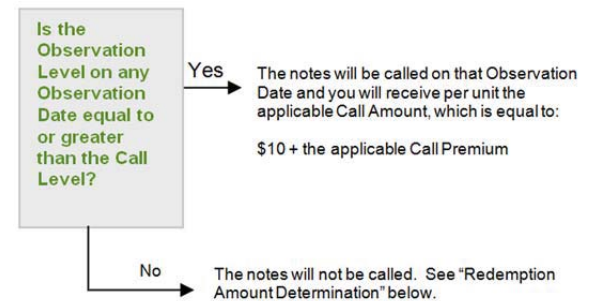 Is the
Observation
Level on any
Observation
Date equal to
or greater
than the Call
Level?
Yes
The notes will be called on that Observation
Date and you will receive per unit the
applicable Call Amount, which is equal to:
$10 + the applicable Call Premium
No
The notes will not be called. See “Redemption
Amount Determination” below.